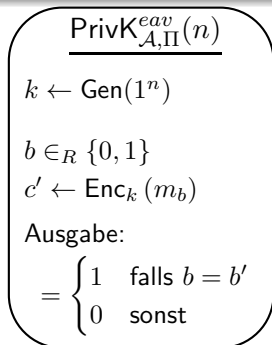 PrivK^{eav}_{𝒜,Π}(n)
k ← Gen(1^n)
b ∈_R {0, 1}
c′ ← Enc_k (m_b)
Ausgabe:
= { 1 falls b = b′
0 sonst